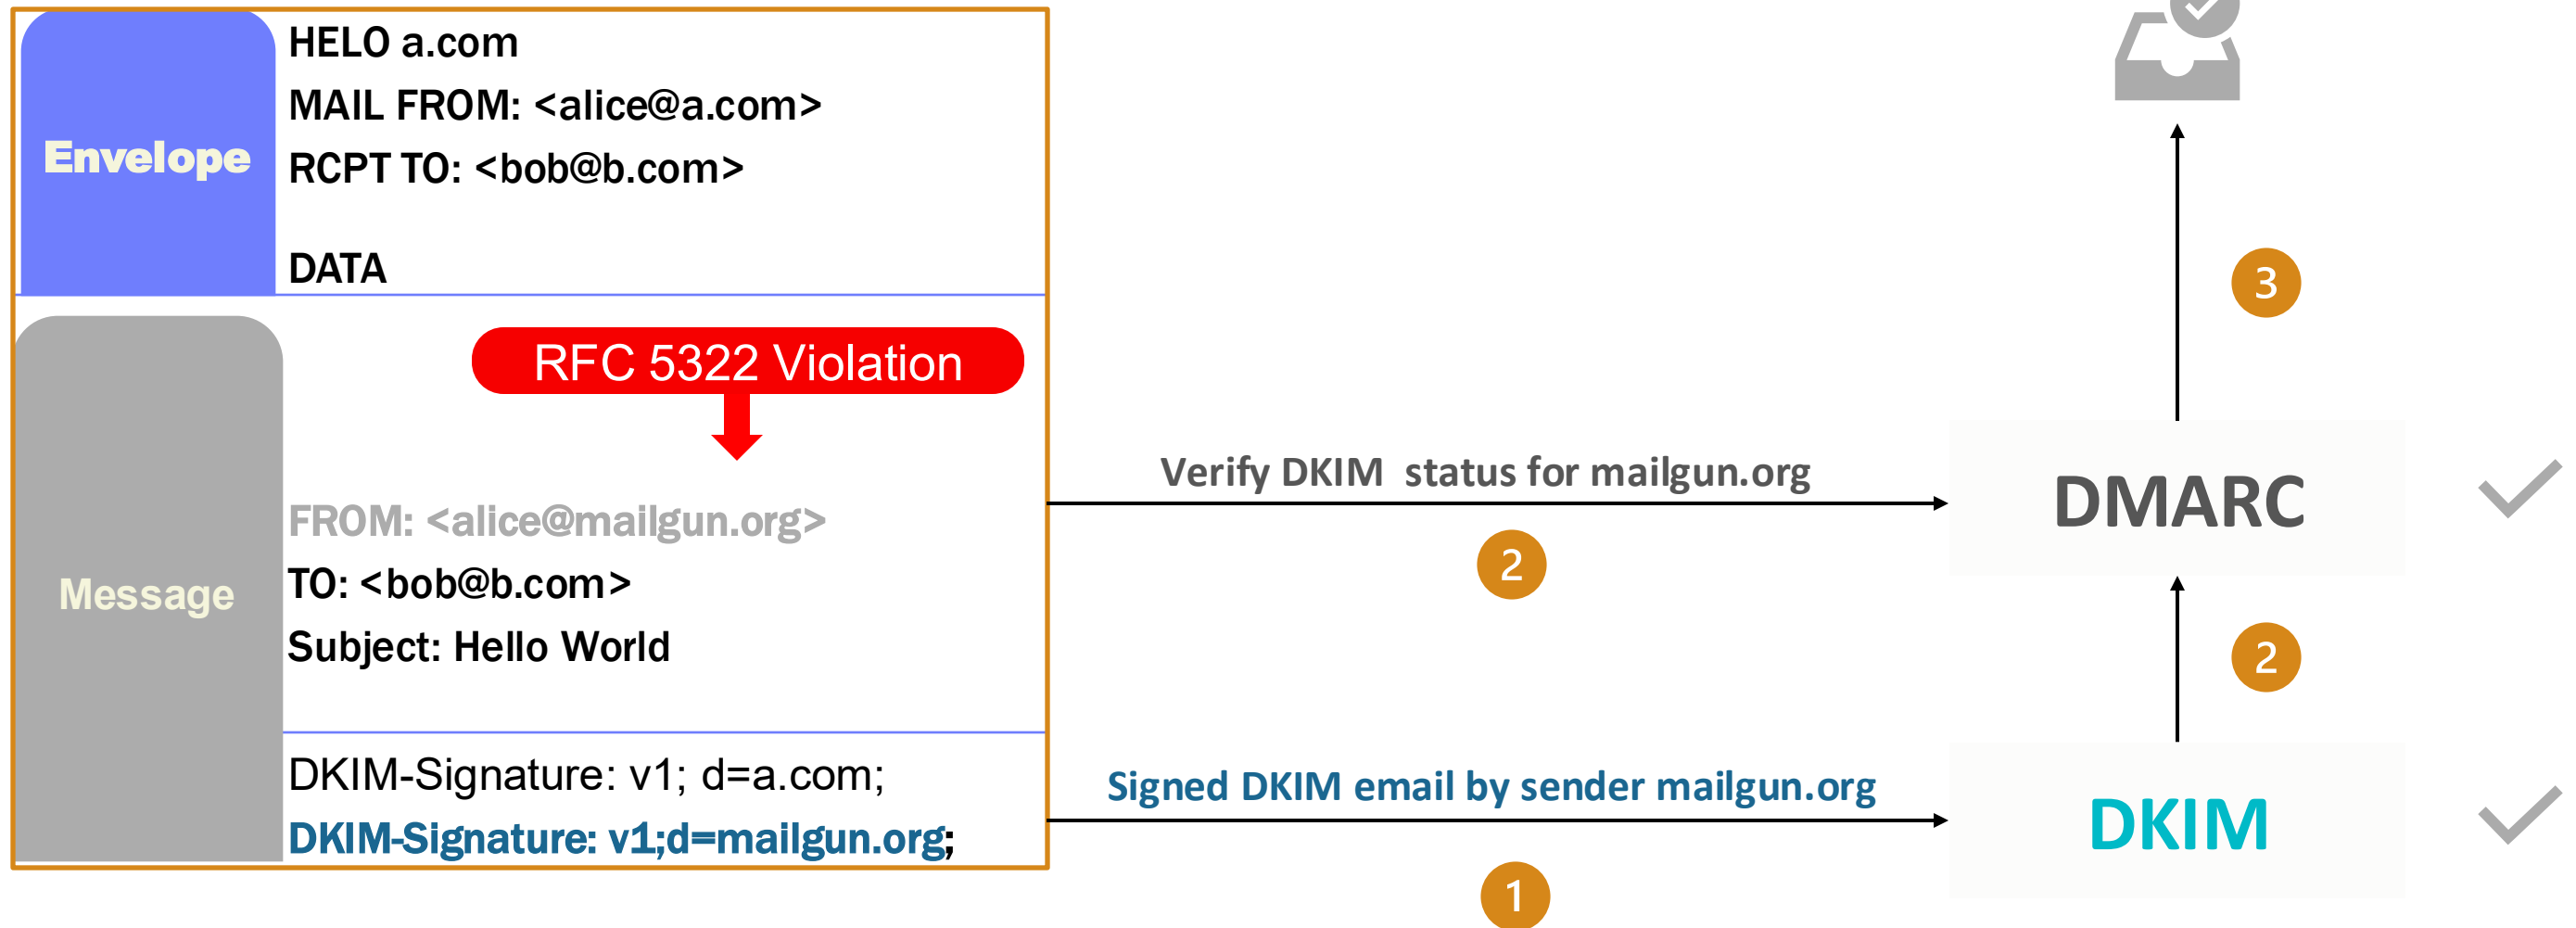 HELO a.com
MAIL FROM: <alice@a.com>
Envelope
RCPT TO: <bob@b.com>
DATA
3
RFC 5322 Violation
Verify DKIM status for mailgun.org
DMARC
FROM: <alice@mailgun.org>
2
TO: <bob@b.com>
Message
Subject: Hello World
2
DKIM-Signature: v1; d=a.com;
Signed DKIM email by sender mailgun.org
DKIM
DKIM-Signature: v1;d=mailgun.org;
1